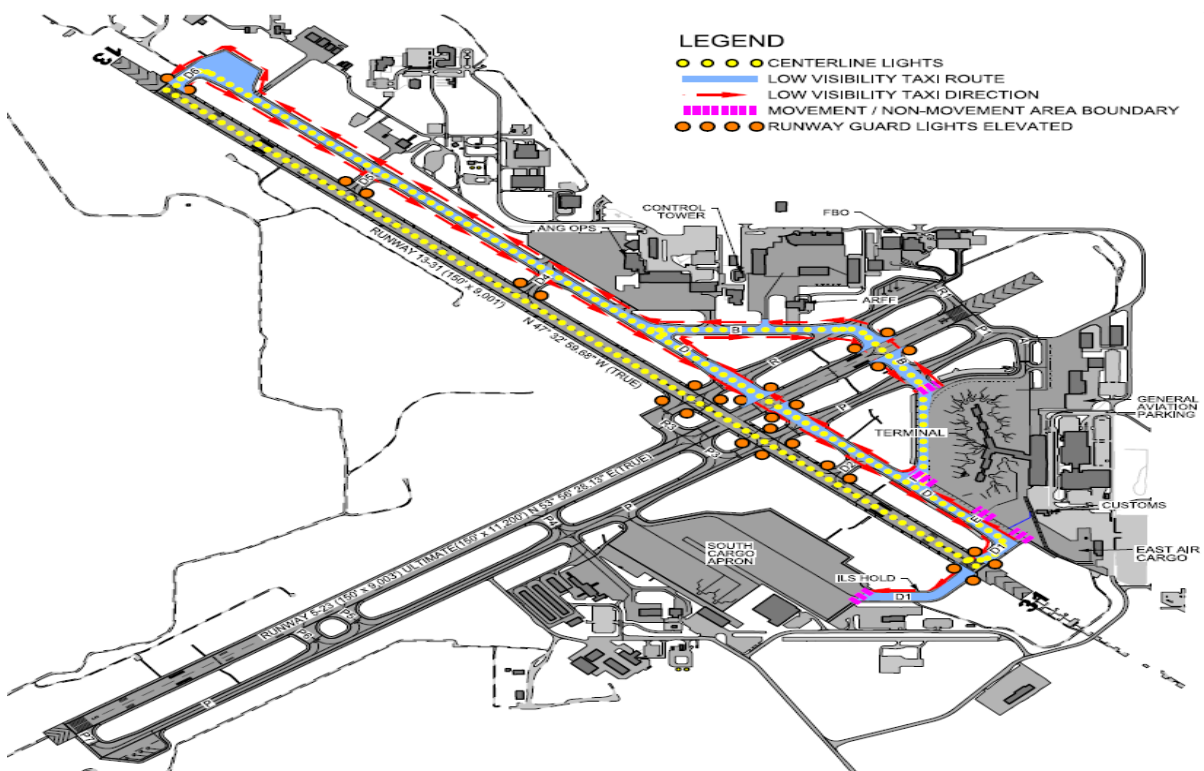 LEGEND
CENTERLINE LIGHTS
LOW VISIBILITY TAXI ROUTE
LOW VISIBILITY TAXI DIRECTION
MOVEMENT / NON-MOVEMENT AREA BOUNDARY
RUNWAY GUARD LIGHTS ELEVATED
13
D6
D5
CONTROL
TOWER
FBO
ANG OPS
RUNWAY 13-31 (150' x 9,001')
N 47° 32' 59.68" W (TRUE)
D4
ARFF
B
D
R
B
P
A
GENERAL
AVIATION
PARKING
TERMINAL
D2
D
CUSTOMS
E
D1
EAST AIR
CARGO
RUNWAY 5-23 (150' x 9,003') ULTIMATE(150' x 11,200') N 53° 56' 28.13" E(TRUE)
P
SOUTH
CARGO
APRON
ILS HOLD
D1
31
P